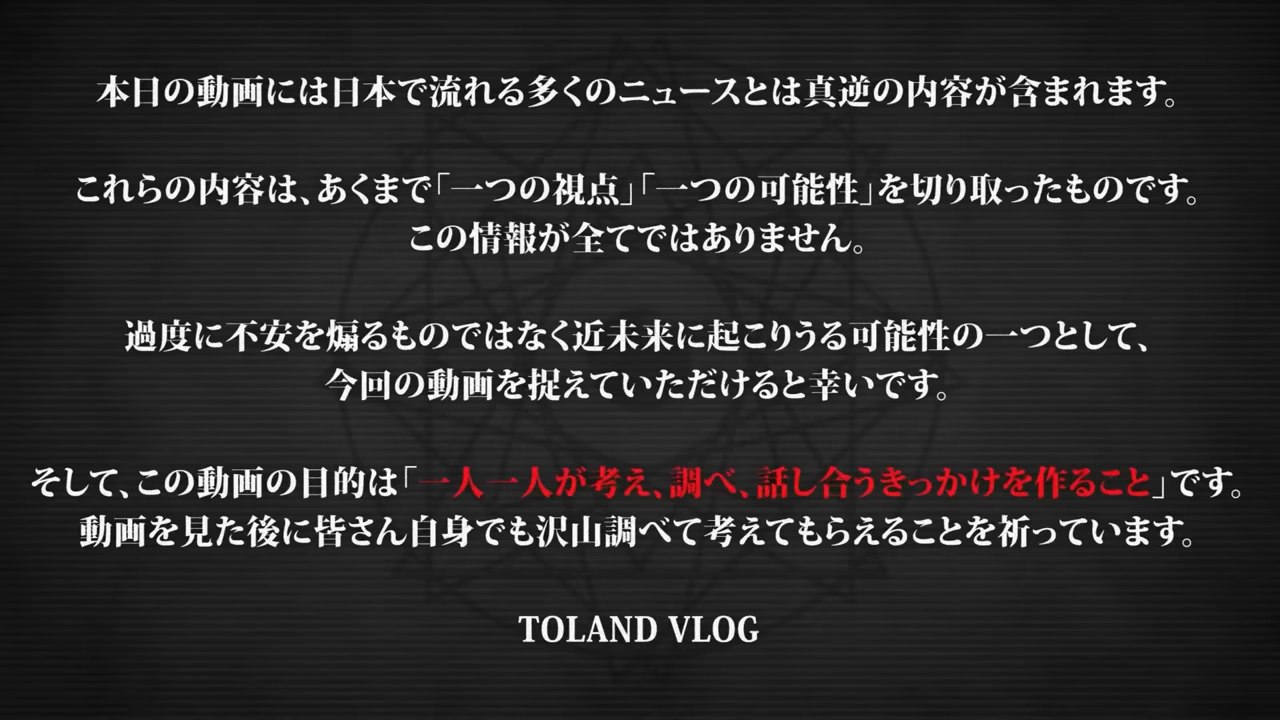 本日の動画には日本で流れる多くのニュースとは真逆の内容が含まれます。
これらの内容は、あくまで「一つの視点」「一つの可能性」を切り取ったものです。
この情報が全てではありません。
過度に不安を煽るものではなく近未来に起こりうる可能性の一つとして、
今回の動画を捉えていただけると幸いです。
そして、この動画の目的は「一人一人が考え、調べ、話し合うきっかけを作ること」です。
動画を見た後に皆さん自身でも沢山調べて考えてもらえることを祈っています。
TOLAND VLOG